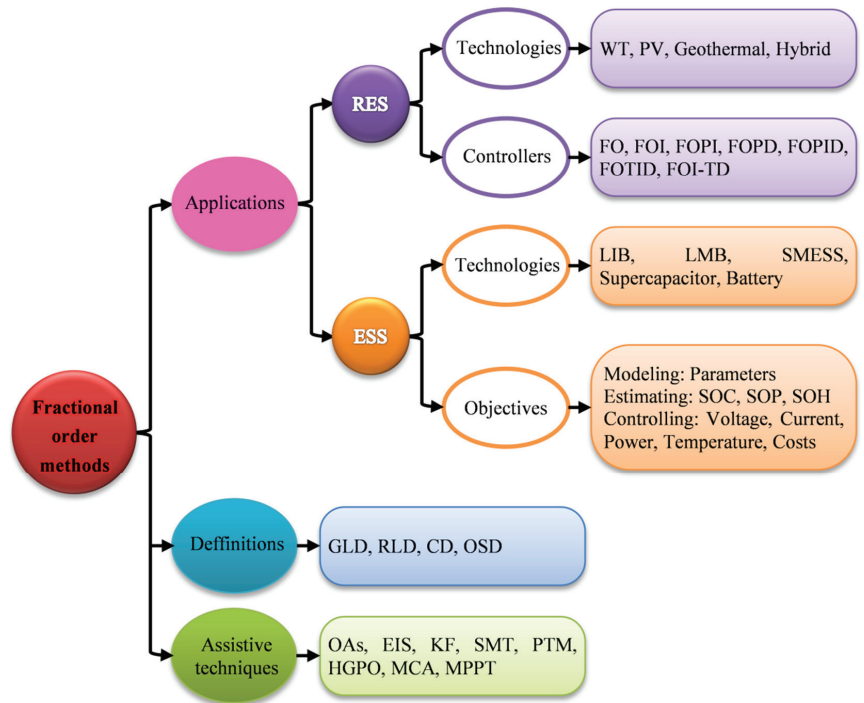 Fractional
order
methods
Applications
RES
Technologies
WT, PV, Geothermal, Hybrid
Controllers
FO, FOI, FOPI, FOPD, FOPID,
FOTID, FOI-TD
ESS
Technologies
LIB, LMB, SMESS,
Supercapacitor, Battery
Objectives
Modeling: Parameters
Estimating: SOC, SOP, SOH
Controlling: Voltage, Current,
Power, Temperature, Costs
Deffinitions
GLD, RLD, CD, OSD
Assistive
techniques
OAs, EIS, KF, SMT, PTM,
HGPO, MCA, MPPT